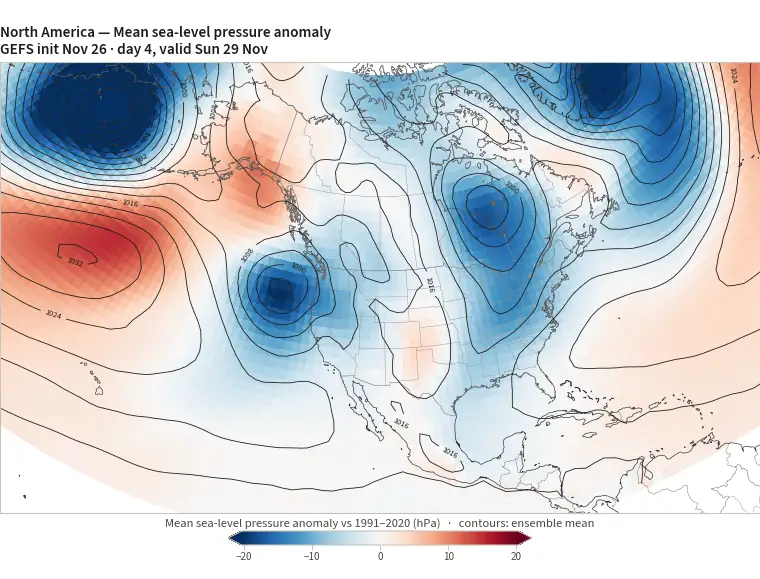 North America — Mean sea-level pressure anomaly
GEFS init Nov 26 · day 4, valid Sun 29 Nov
1016
1024
1016
1032
1008
1016
1024
1016
1016
Mean sea-level pressure anomaly vs 1991–2020 (hPa) · contours: ensemble mean
−20 −10 0 10 20